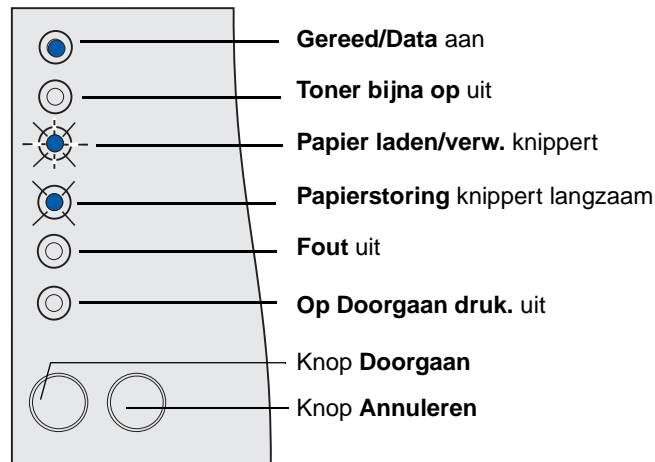 Gereed/Data aan
Toner bijna op uit
Papier laden/verw. knippert
Papierstoring knippert langzaam
Fout uit
Op Doorgaan druk. uit
Knop Doorgaan
Knop Annuleren